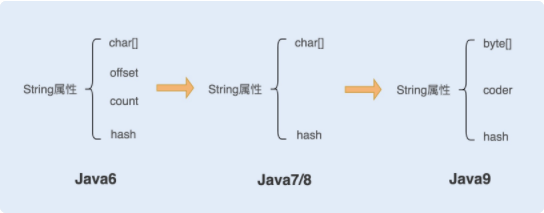 char[]
offset
String属性
count
hash
Java6
char[]
String属性
hash
Java7/8
byte[]
String属性
coder
hash
Java9